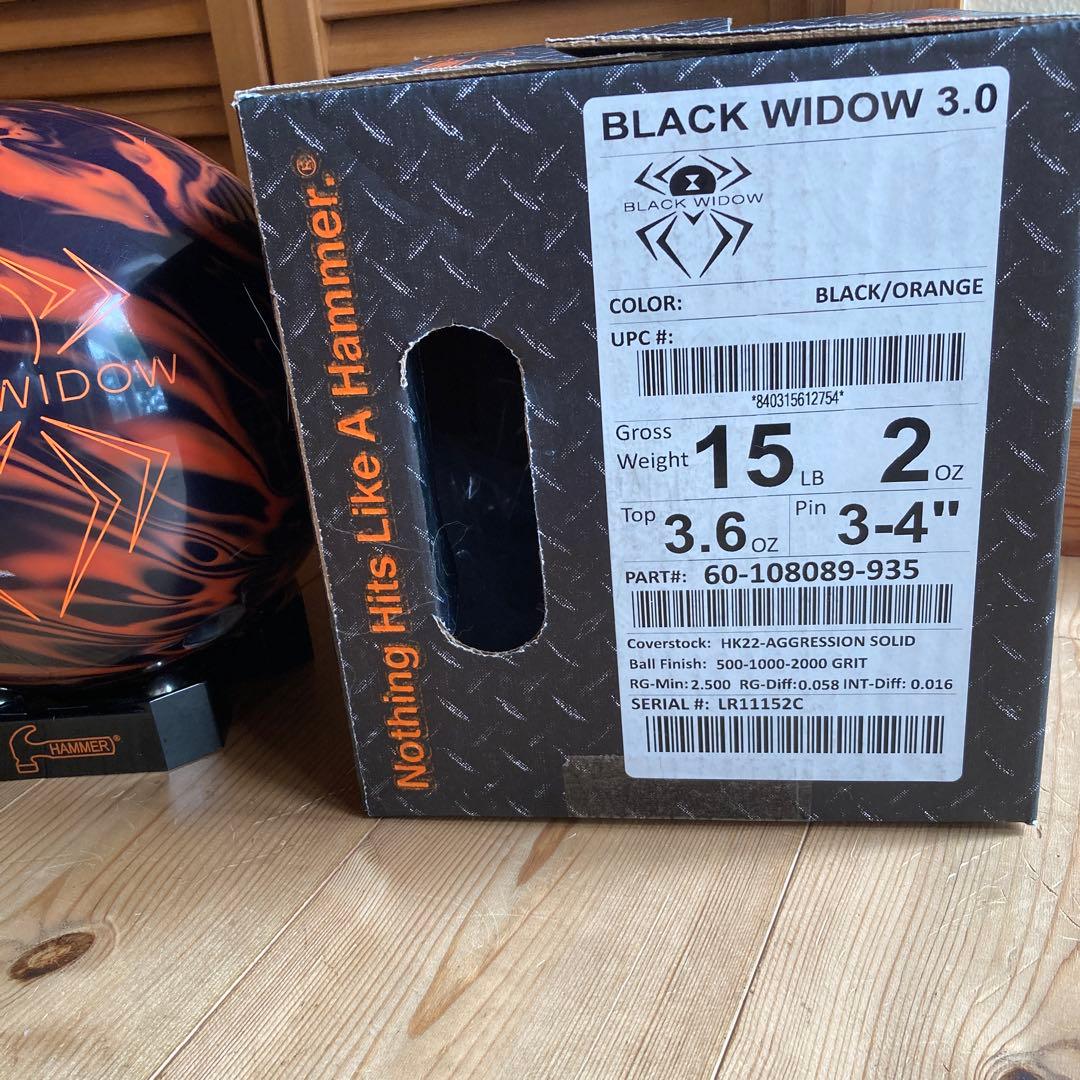 WIDOW
HAMMER®
Nothing Hits Like A Hammer.®
BLACK WIDOW 3.0
BLACK WIDOW
COLOR: BLACK/ORANGE
UPC #:
*840315612754*
Gross Weight 15 LB 2 OZ
Top 3.6 OZ Pin 3-4"
PART#: 60-108089-935
Coverstock: HK22-AGGRESSION SOLID
Ball Finish: 500-1000-2000 GRIT
RG-Min: 2.500 RG-Diff: 0.058 INT-Diff: 0.016
SERIAL #: LR11152C